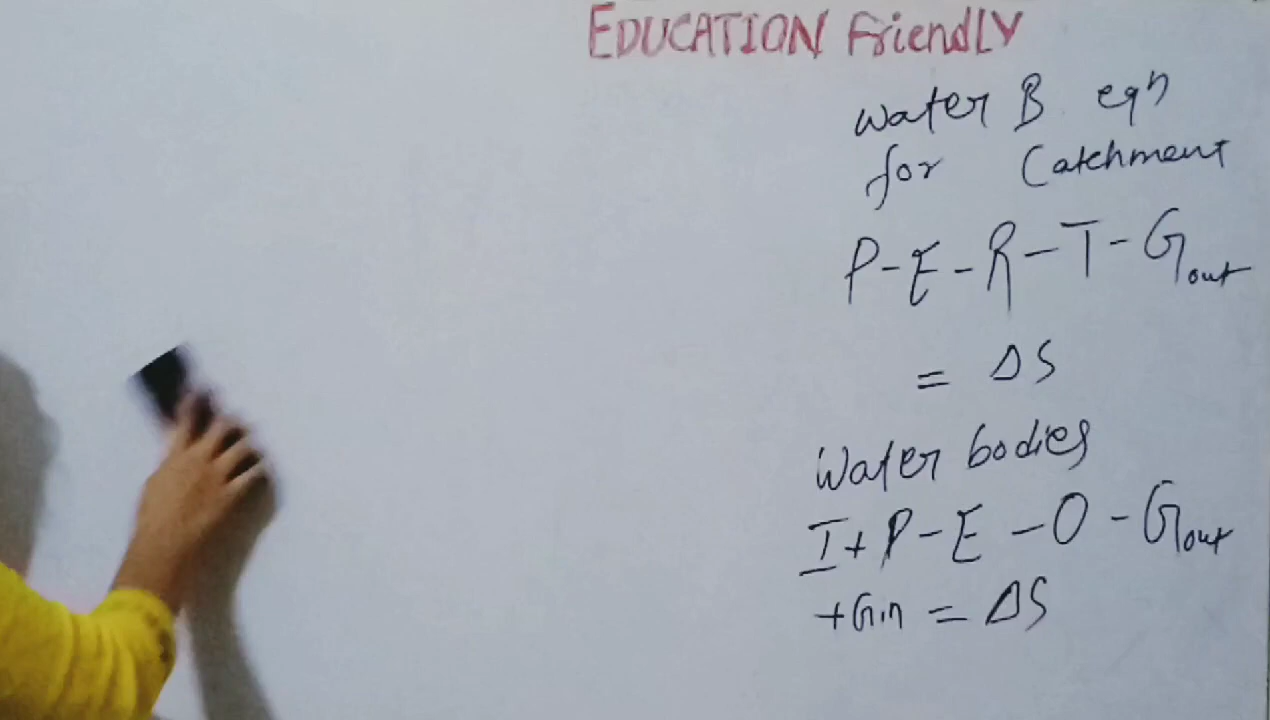 EDUCATION FriendLY
Water B eqn
for Catchment
P-E-R-T-Gout
= ΔS
Water bodies
I+P-E-O-Gout
+Gin = ΔS